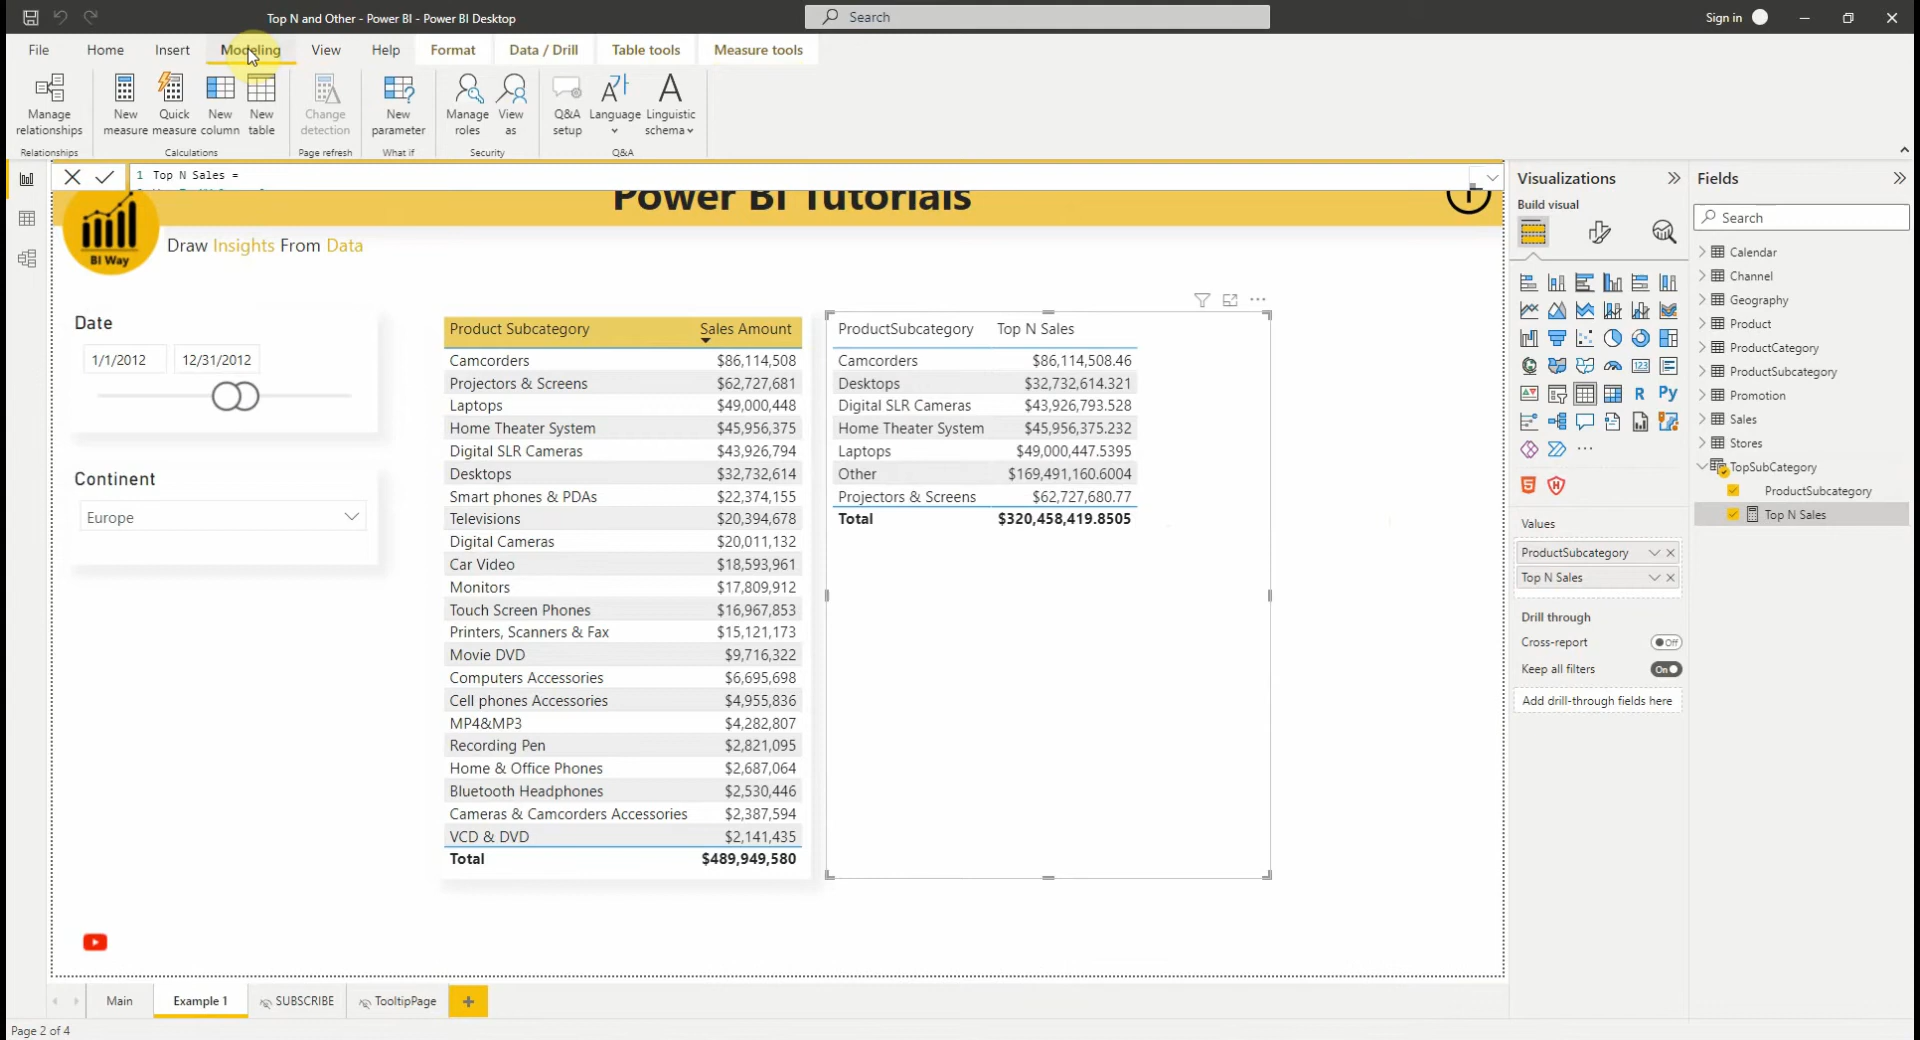 Top N and Other - Power BI - Power BI Desktop
Search
Sign in
File Home Insert Modeling View Help Format Data / Drill Table tools Measure tools
Manage relationships
New measure
Quick measure
New column
New table
Change detection
New parameter
Manage roles
View as
Q&A setup
Language
Linguistic schema
Relationships
Calculations
Page refresh
What if
Security
Q&A
1 Top N Sales =
Power BI Tutorials
BI Way
Draw Insights From Data
Date
1/1/2012 12/31/2012
Continent
Europe
Product Subcategory Sales Amount
Camcorders $86,114,508
Projectors & Screens $62,727,681
Laptops $49,000,448
Home Theater System $45,956,375
Digital SLR Cameras $43,926,794
Desktops $32,732,614
Smart phones & PDAs $22,374,155
Televisions $20,394,678
Digital Cameras $20,011,132
Car Video $18,593,961
Monitors $17,809,912
Touch Screen Phones $16,967,853
Printers, Scanners & Fax $15,121,173
Movie DVD $9,716,322
Computers Accessories $6,695,698
Cell phones Accessories $4,955,836
MP4&MP3 $4,282,807
Recording Pen $2,821,095
Home & Office Phones $2,687,064
Bluetooth Headphones $2,530,446
Cameras & Camcorders Accessories $2,387,594
VCD & DVD $2,141,435
Total $489,949,580
ProductSubcategory Top N Sales
Camcorders $86,114,508.46
Desktops $32,732,614.321
Digital SLR Cameras $43,926,793.528
Home Theater System $45,956,375.232
Laptops $49,000,447.5395
Other $169,491,160.6004
Projectors & Screens $62,727,680.77
Total $320,458,419.8505
Visualizations
Build visual
R
Py
123
Values
ProductSubcategory
Top N Sales
Drill through
Cross-report Off
Keep all filters On
Add drill-through fields here
Fields
Search
Calendar
Channel
Geography
Product
ProductCategory
ProductSubcategory
Promotion
Sales
Stores
TopSubCategory
ProductSubcategory
Top N Sales
Main Example 1 SUBSCRIBE TooltipPage
Page 2 of 4